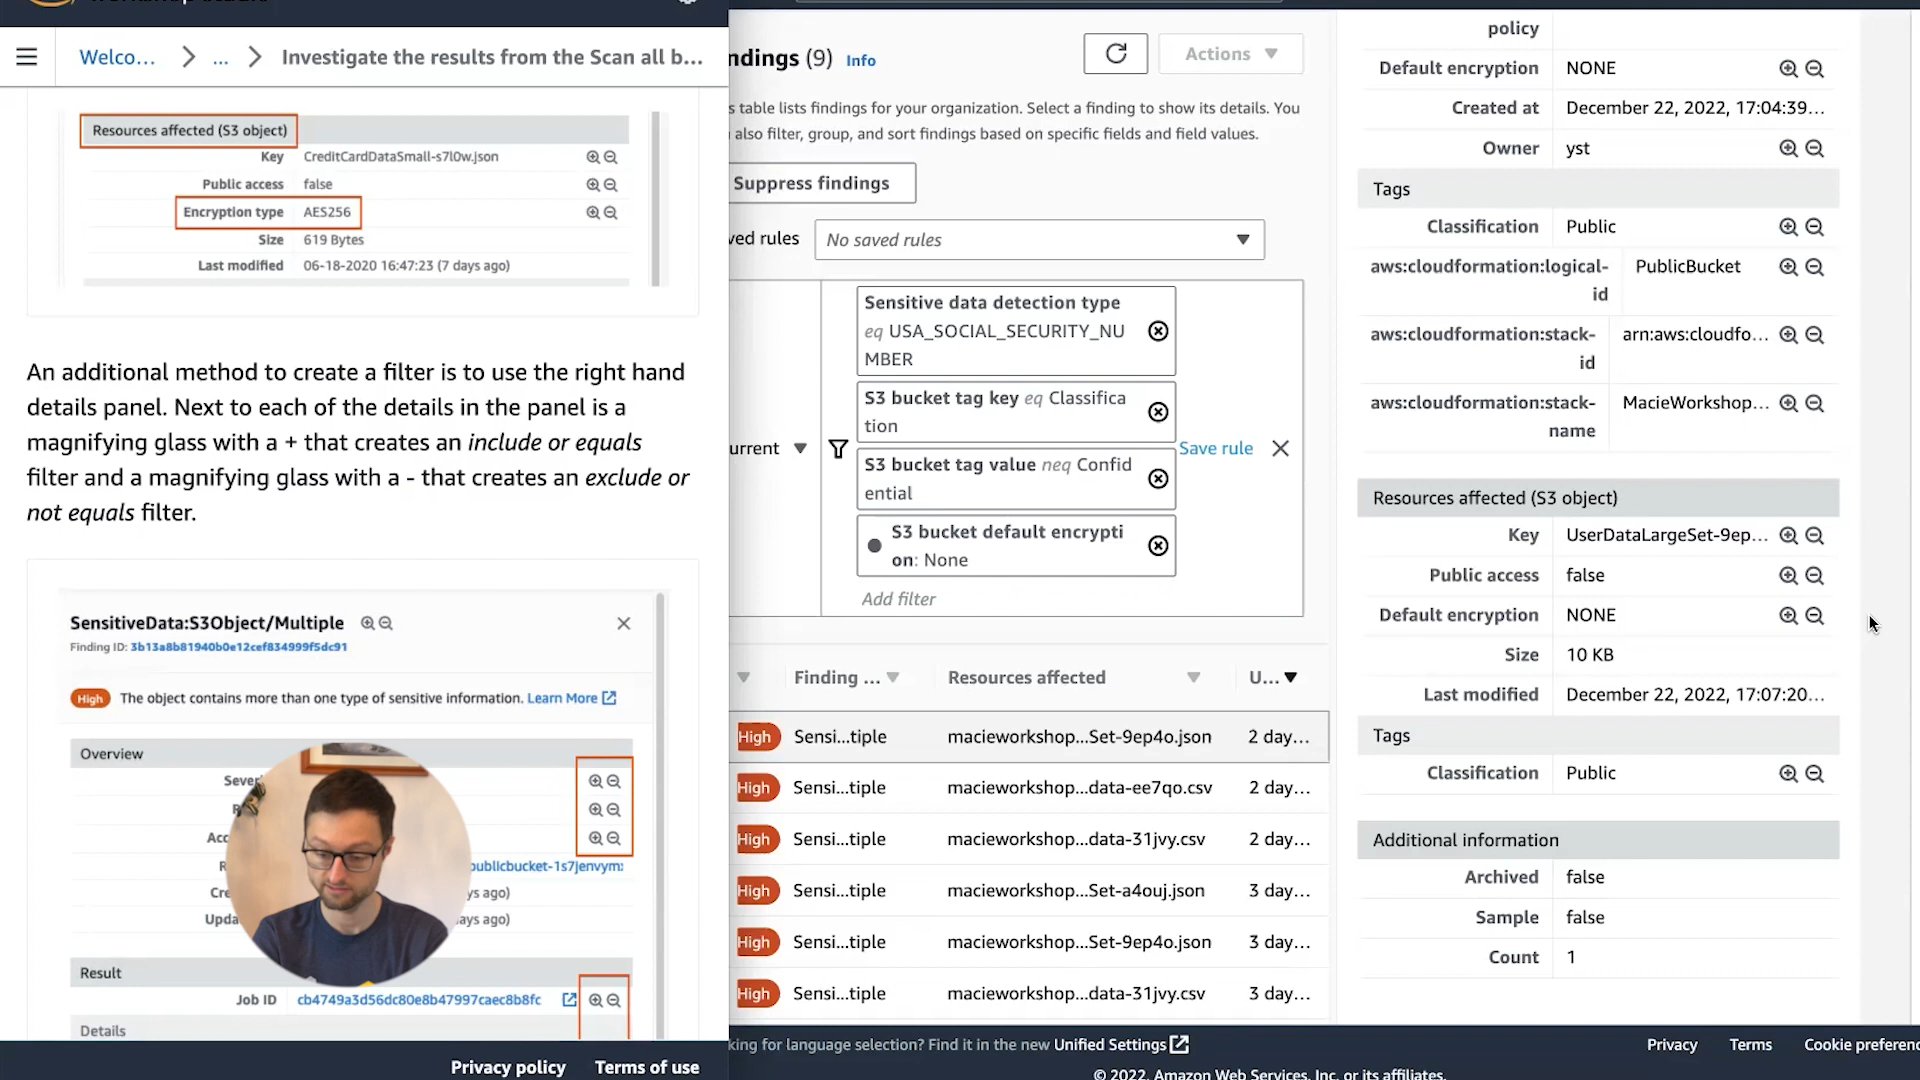 Welco...
...
Investigate the results from the Scan all b...
Resources affected (S3 object)
Key CreditCardDataSmall-s7l0w.json
Public access false
Encryption type AES256
Size 619 Bytes
Last modified 06-18-2020 16:47:23 (7 days ago)
An additional method to create a filter is to use the right hand
details panel. Next to each of the details in the panel is a
magnifying glass with a + that creates an include or equals
filter and a magnifying glass with a - that creates an exclude or
not equals filter.
SensitiveData:S3Object/Multiple
Finding ID: 3b13a8b81940b0e12cef834999f5dc91
High The object contains more than one type of sensitive information. Learn More
Overview
Sever
R
Acc
R publicbucket-1s7jenvym:
Cre ys ago)
Upda ays ago)
Result
Job ID cb4749a3d56dc80e8b47997caec8b8fc
Details
Privacy policy Terms of use
ndings (9) Info
Actions
s table lists findings for your organization. Select a finding to show its details. You
also filter, group, and sort findings based on specific fields and field values.
Suppress findings
ved rules No saved rules
urrent
Sensitive data detection type
eq USA_SOCIAL_SECURITY_NU
MBER
S3 bucket tag key eq Classifica
tion
S3 bucket tag value neq Confid
ential
S3 bucket default encrypti
on: None
Add filter
Save rule
Finding ... Resources affected U...
High Sensi...tiple macieworkshop...Set-9ep4o.json 2 day...
High Sensi...tiple macieworkshop...data-ee7qo.csv 2 day...
High Sensi...tiple macieworkshop...data-31jvy.csv 2 day...
High Sensi...tiple macieworkshop...Set-a4ouj.json 3 day...
High Sensi...tiple macieworkshop...Set-9ep4o.json 3 day...
High Sensi...tiple macieworkshop...data-31jvy.csv 3 day...
policy
Default encryption NONE
Created at December 22, 2022, 17:04:39...
Owner yst
Tags
Classification Public
aws:cloudformation:logical-
id PublicBucket
aws:cloudformation:stack-
id arn:aws:cloudfo...
aws:cloudformation:stack-
name MacieWorkshop...
Resources affected (S3 object)
Key UserDataLargeSet-9ep...
Public access false
Default encryption NONE
Size 10 KB
Last modified December 22, 2022, 17:07:20...
Tags
Classification Public
Additional information
Archived false
Sample false
Count 1
king for language selection? Find it in the new Unified Settings
Privacy Terms Cookie preferenc
© 2022, Amazon Web Services, Inc. or its affiliates.